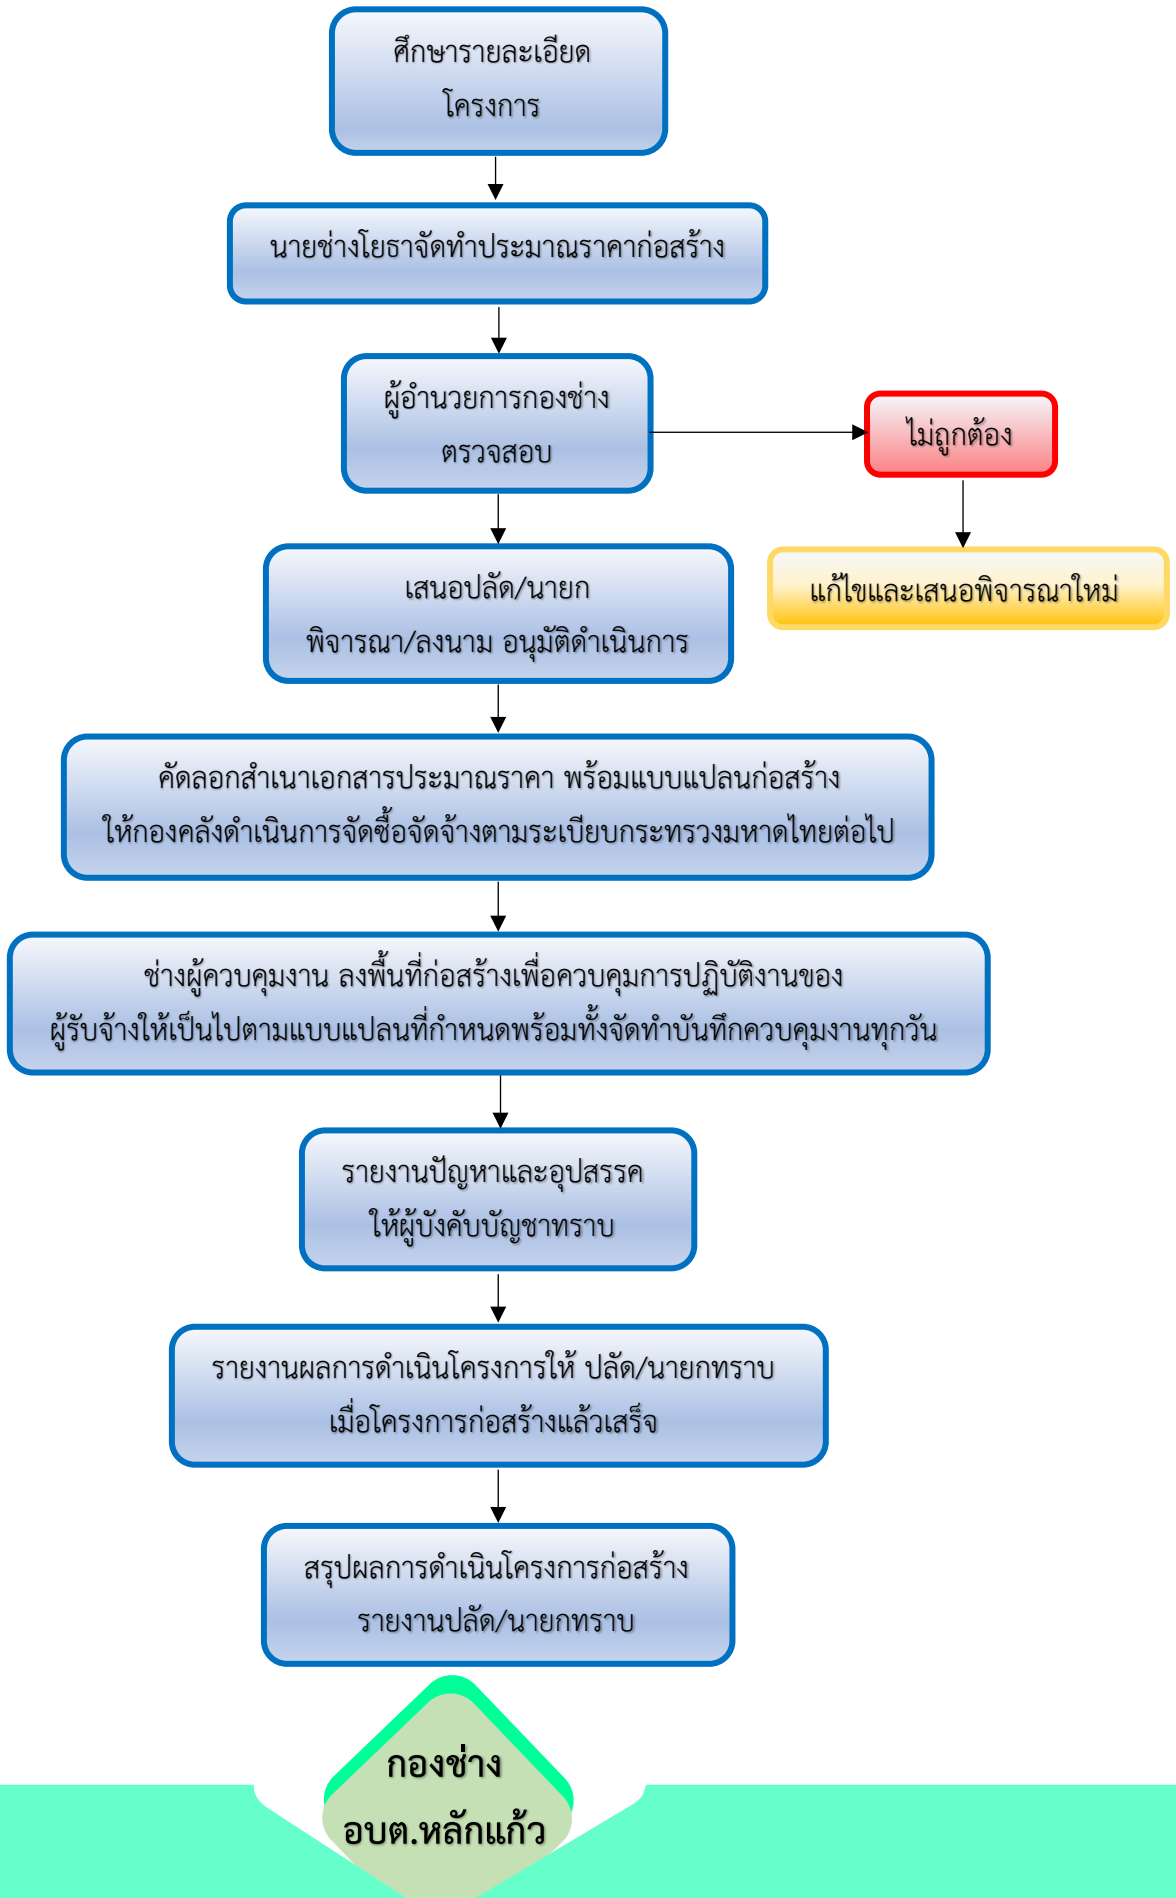 ศึกษารายละเอียด
โครงการ
นายช่างโยธาจัดทำประมาณราคาก่อสร้าง
ผู้อำนวยการกองช่าง
ตรวจสอบ
ไม่ถูกต้อง
เสนอปลัด/นายก
พิจารณา/ลงนาม อนุมัติดำเนินการ
แก้ไขและเสนอพิจารณาใหม่
คัดลอกสำเนาเอกสารประมาณราคา พร้อมแบบแปลนก่อสร้าง
ให้กองคลังดำเนินการจัดซื้อจัดจ้างตามระเบียบกระทรวงมหาดไทยต่อไป
ช่างผู้ควบคุมงาน ลงพื้นที่ก่อสร้างเพื่อควบคุมการปฏิบัติงานของ
ผู้รับจ้างให้เป็นไปตามแบบแปลนที่กำหนดพร้อมทั้งจัดทำบันทึกควบคุมงานทุกวัน
รายงานปัญหาและอุปสรรค
ให้ผู้บังคับบัญชาทราบ
รายงานผลการดำเนินโครงการให้ ปลัด/นายกทราบ
เมื่อโครงการก่อสร้างแล้วเสร็จ
สรุปผลการดำเนินโครงการก่อสร้าง
รายงานปลัด/นายกทราบ
กองช่าง
อบต.หลักแก้ว